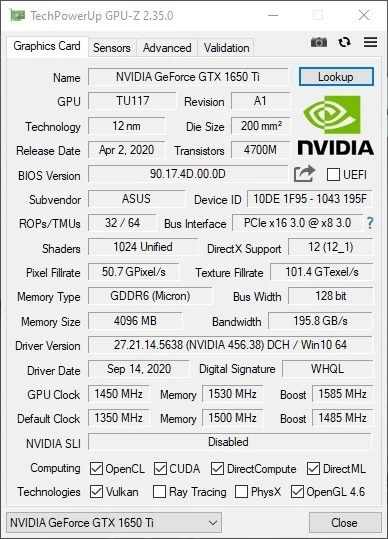 TechPowerUp GPU-Z 2.35.0
Graphics Card Sensors Advanced Validation
Name NVIDIA GeForce GTX 1650 Ti Lookup
GPU TU117 Revision A1
Technology 12 nm Die Size 200 mm²
Release Date Apr 2, 2020 Transistors 4700M
NVIDIA
BIOS Version 90.17.4D.00.0D UEFI
Subvendor ASUS Device ID 10DE 1F95 - 1043 195F
ROPs/TMUs 32 / 64 Bus Interface PCIe x16 3.0 @ x8 3.0 ?
Shaders 1024 Unified DirectX Support 12 (12_1)
Pixel Fillrate 50.7 GPixel/s Texture Fillrate 101.4 GTexel/s
Memory Type GDDR6 (Micron) Bus Width 128 bit
Memory Size 4096 MB Bandwidth 195.8 GB/s
Driver Version 27.21.14.5638 (NVIDIA 456.38) DCH / Win10 64
Driver Date Sep 14, 2020 Digital Signature WHQL
GPU Clock 1450 MHz Memory 1530 MHz Boost 1585 MHz
Default Clock 1350 MHz Memory 1500 MHz Boost 1485 MHz
NVIDIA SLI Disabled
Computing OpenCL CUDA DirectCompute DirectML
Technologies Vulkan Ray Tracing PhysX OpenGL 4.6
NVIDIA GeForce GTX 1650 Ti Close